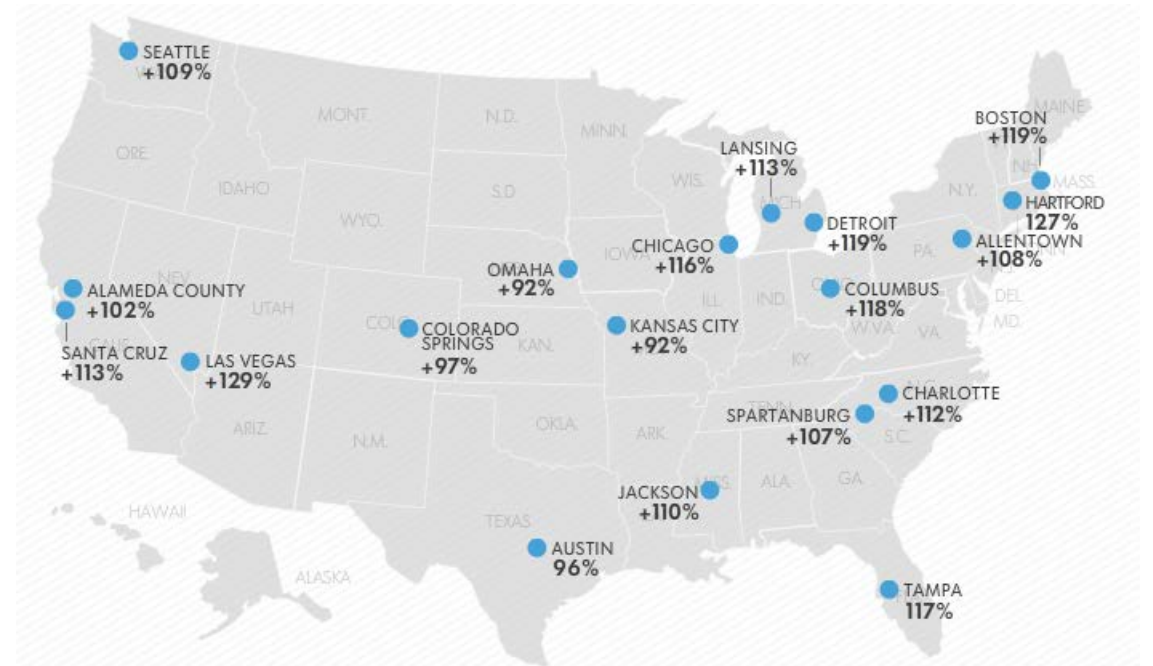 SEATTLE
+109%
MONT.
N.D.
MINN.
MAINE
BOSTON
+119%
ORE.
LANSING
+113%
WIS.
N.Y.
NH
MASS.
IDAHO
S.D
MICH
HARTFORD
127%
WYO.
DETROIT
+119%
CHICAGO
+116%
IOWA
PA.
ALLENTOWN
+108%
OMAHA
+92%
NEV.
ALAMEDA COUNTY
+102%
UTAH
COLO.
COLORADO
SPRINGS
+97%
KAN.
KANSAS CITY
+92%
ILL.
IND.
OHIO
COLUMBUS
+118%
DEL
MD.
W.VA.
VA.
KY.
CALIF.
SANTA CRUZ
+113%
LAS VEGAS
+129%
ARIZ.
N.M.
OKLA.
ARK.
TENN.
N.C.
CHARLOTTE
+112%
SPARTANBURG
+107%
S.C.
MISS.
ALA.
GA.
JACKSON
+110%
HAWAII
ALASKA
TEXAS
AUSTIN
96%
TAMPA
117%